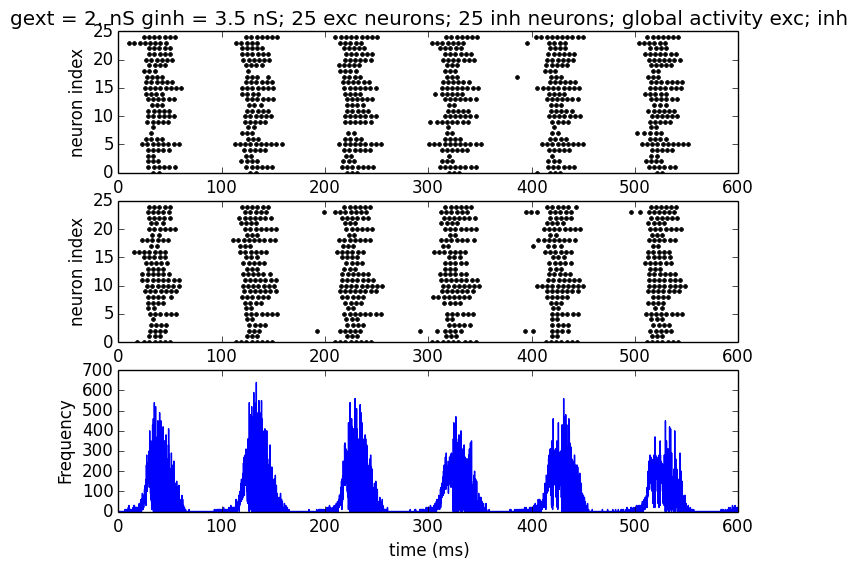 gext = 2. nS ginh = 3.5 nS; 25 exc neurons; 25 inh neurons; global activity exc; inh
25
20
15
10
5
0
neuron index
0 100 200 300 400 500 600
25
20
15
10
5
0
neuron index
0 100 200 300 400 500 600
700
600
500
400
300
200
100
0
Frequency
0 100 200 300 400 500 600
time (ms)